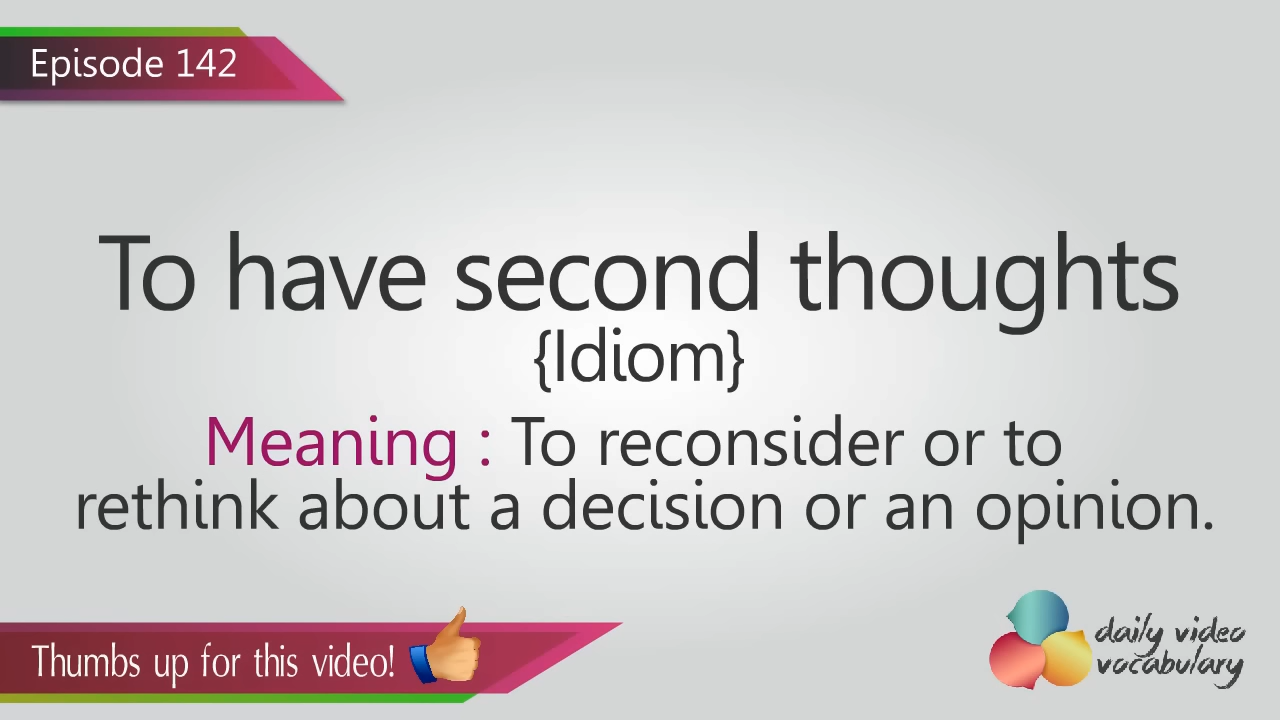 Episode 142
To have second thoughts
{Idiom}
Meaning : To reconsider or to
rethink about a decision or an opinion.
Thumbs up for this video!
daily video
vocabulary